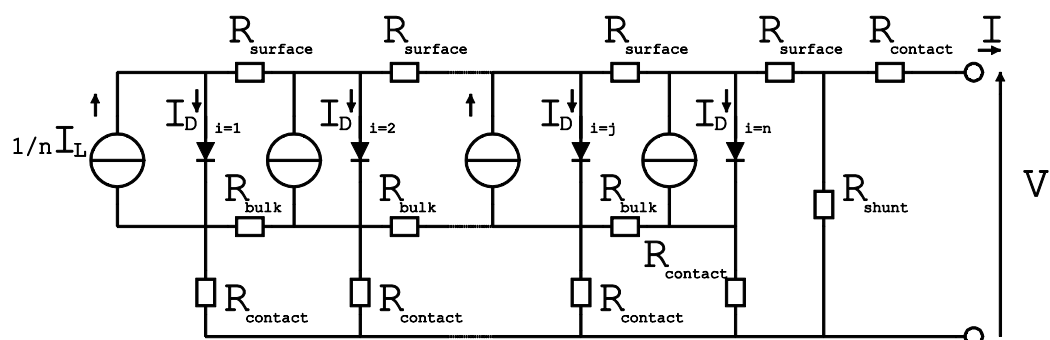 R surface R surface R surface R surface R contact I
1/n I L I D i=1 I D i=2 I D i=j I D i=n
R bulk R bulk R bulk R shunt V
R contact
R contact R contact R contact